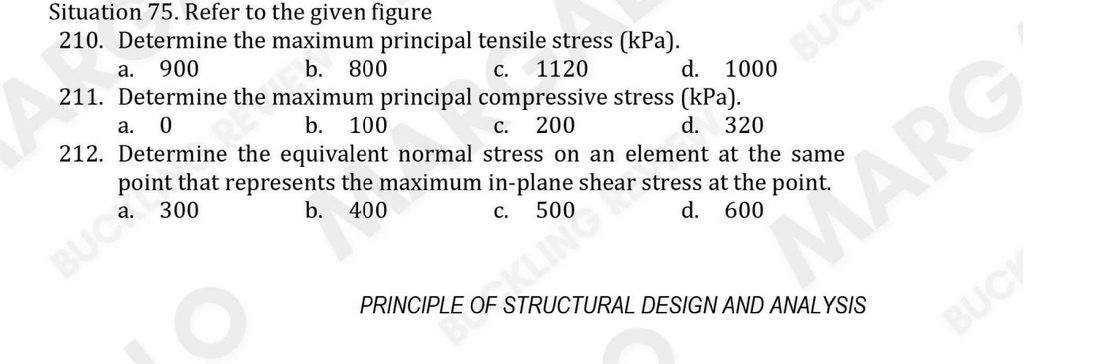 Situation 75. Refer to the given figure
210. Determine the maximum principal tensile stress (kPa).
a. 900 b. 800 c. 1120 d. 1000
211. Determine the maximum principal compressive stress (kPa).
a. 0 b. 100 c. 200 d. 320
212. Determine the equivalent normal stress on an element at the same
point that represents the maximum in-plane shear stress at the point.
a. 300 b. 400 c. 500 d. 600
PRINCIPLE OF STRUCTURAL DESIGN AND ANALYSIS